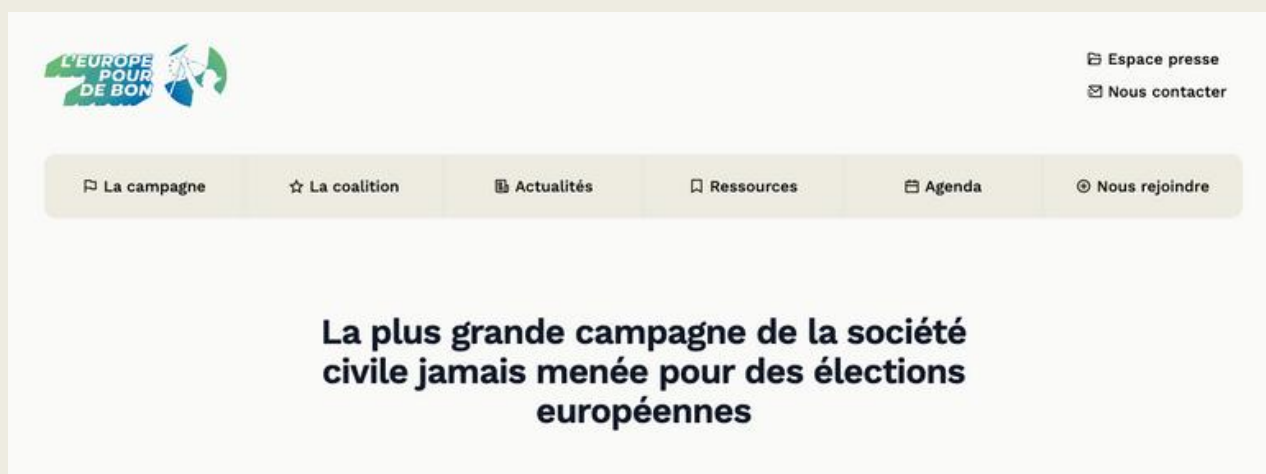 L'EUROPE
POUR
DE BON
Espace presse
Nous contacter
La campagne
La coalition
Actualités
Ressources
Agenda
Nous rejoindre
La plus grande campagne de la société
civile jamais menée pour des élections
européennes